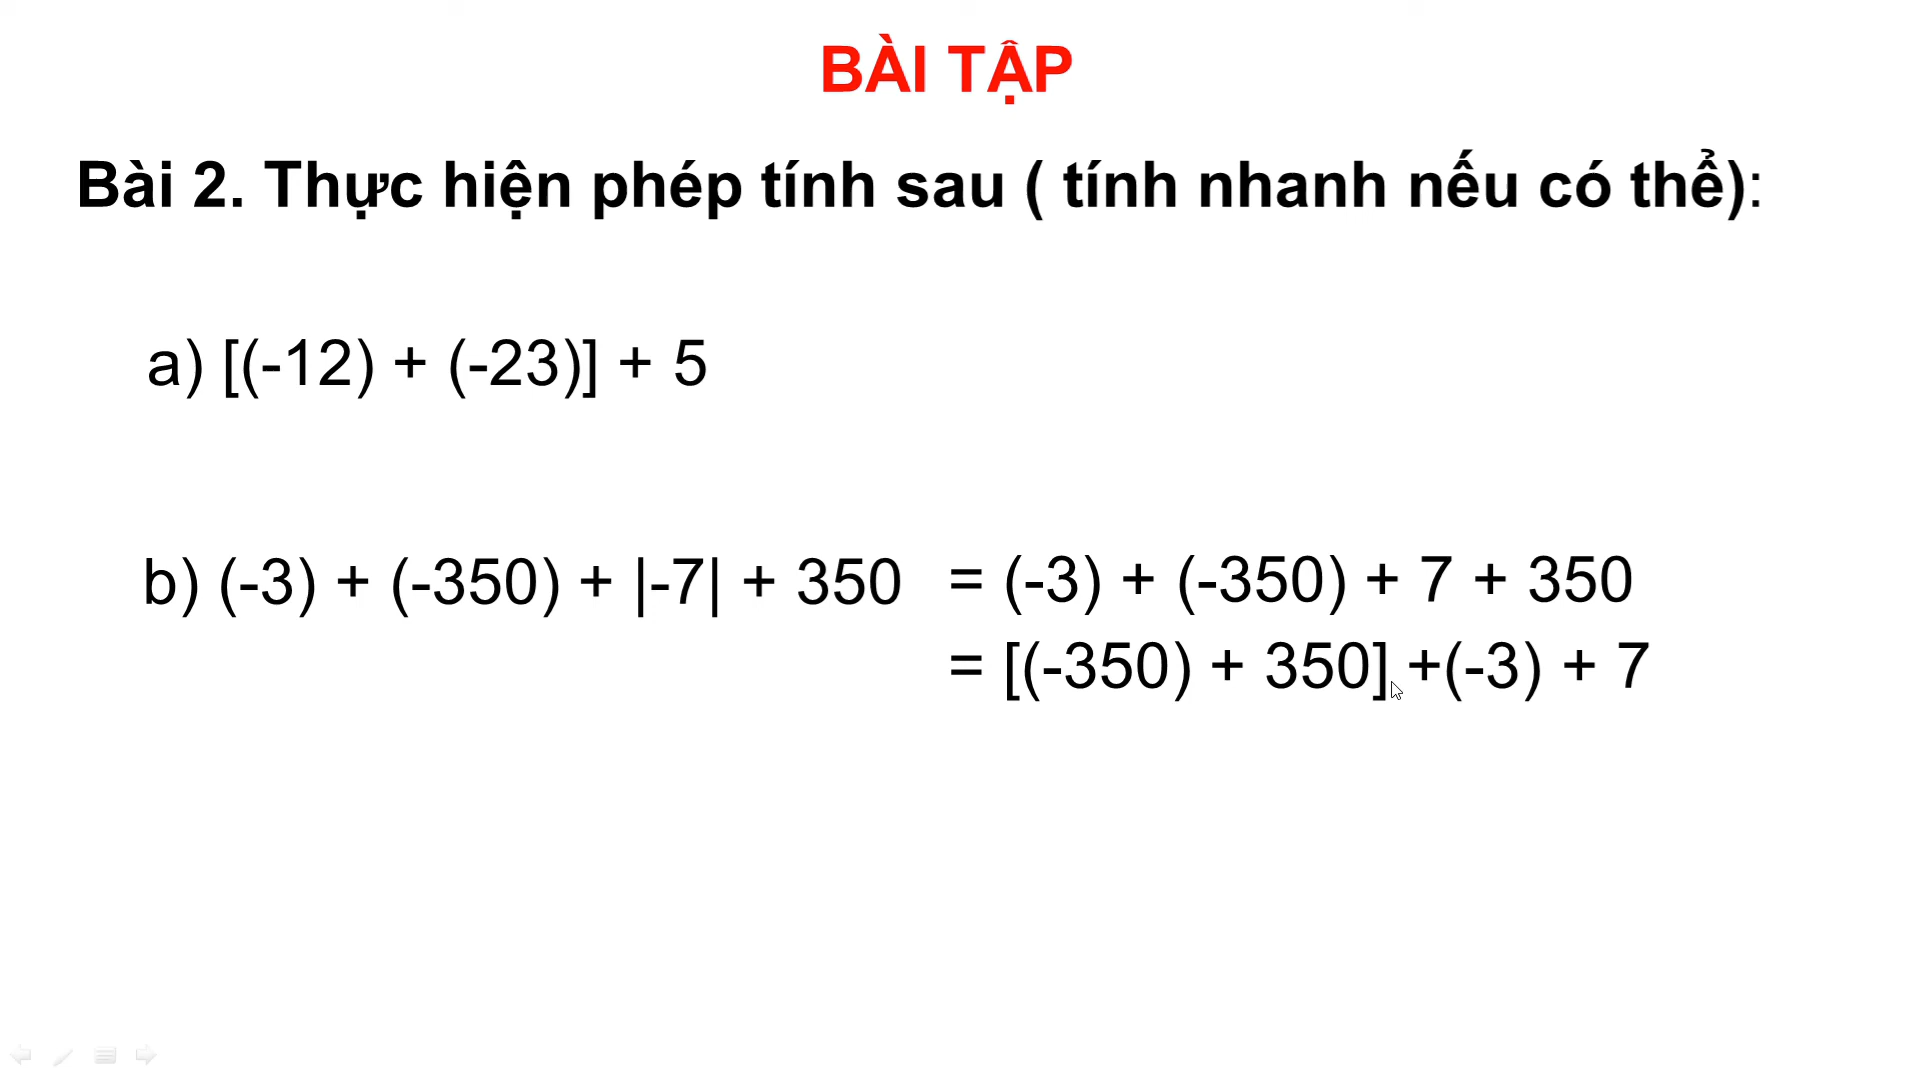 BÀI TẬP
Bài 2. Thực hiện phép tính sau ( tính nhanh nếu có thể):
a) [(-12) + (-23)] + 5
b) (-3) + (-350) + |-7| + 350 = (-3) + (-350) + 7 + 350
= [(-350) + 350] +(-3) + 7